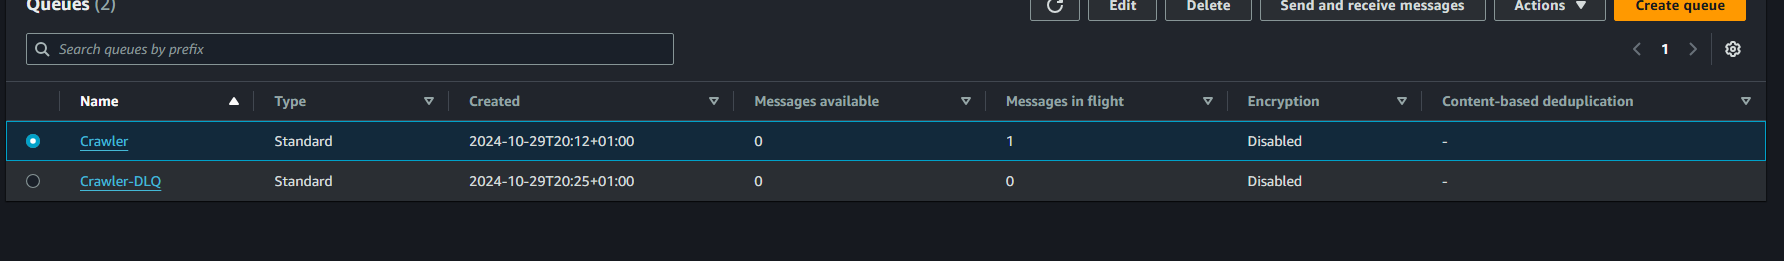 Queues (2) Edit Delete Send and receive messages Actions Create queue
Search queues by prefix 1
Name Type Created Messages available Messages in flight Encryption Content-based deduplication
Crawler Standard 2024-10-29T20:12+01:00 0 1 Disabled -
Crawler-DLQ Standard 2024-10-29T20:25+01:00 0 0 Disabled -